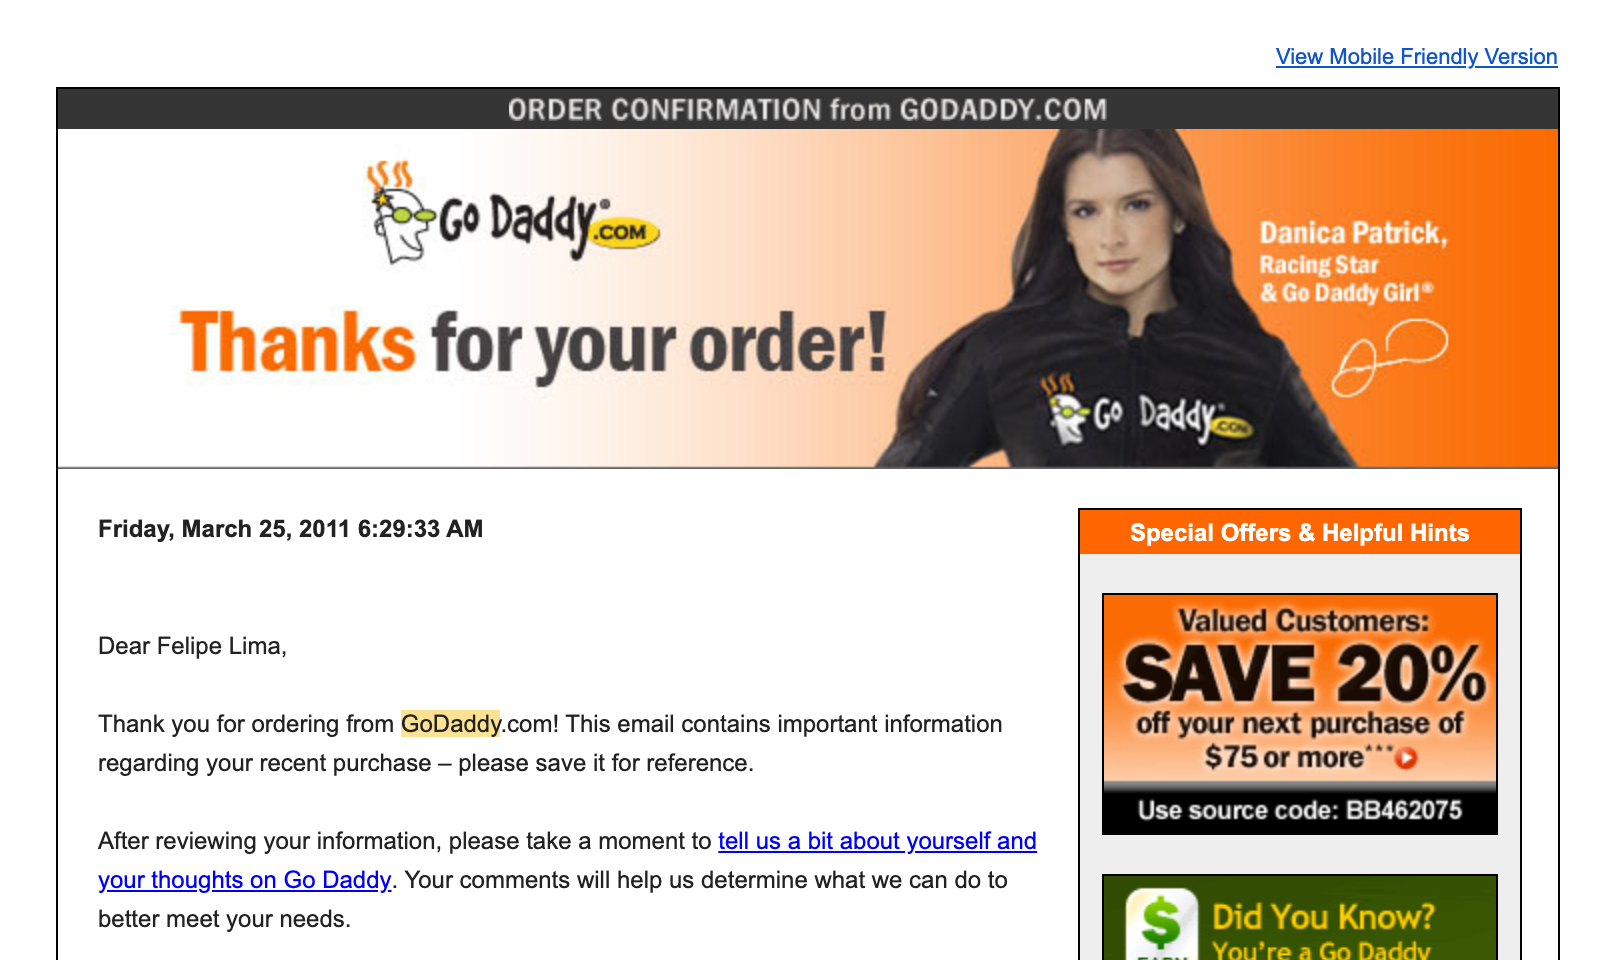 View Mobile Friendly Version
ORDER CONFIRMATION from GODADDY.COM
Go Daddy®.COM
Thanks for your order!
Danica Patrick,
Racing Star
& Go Daddy Girl®
Go Daddy.COM
Friday, March 25, 2011 6:29:33 AM
Dear Felipe Lima,
Thank you for ordering from GoDaddy.com! This email contains important information
regarding your recent purchase – please save it for reference.
After reviewing your information, please take a moment to tell us a bit about yourself and
your thoughts on Go Daddy. Your comments will help us determine what we can do to
better meet your needs.
Special Offers & Helpful Hints
Valued Customers:
SAVE 20%
off your next purchase of
$75 or more***
Use source code: BB462075
$
EARN
Did You Know?
You're a Go Daddy